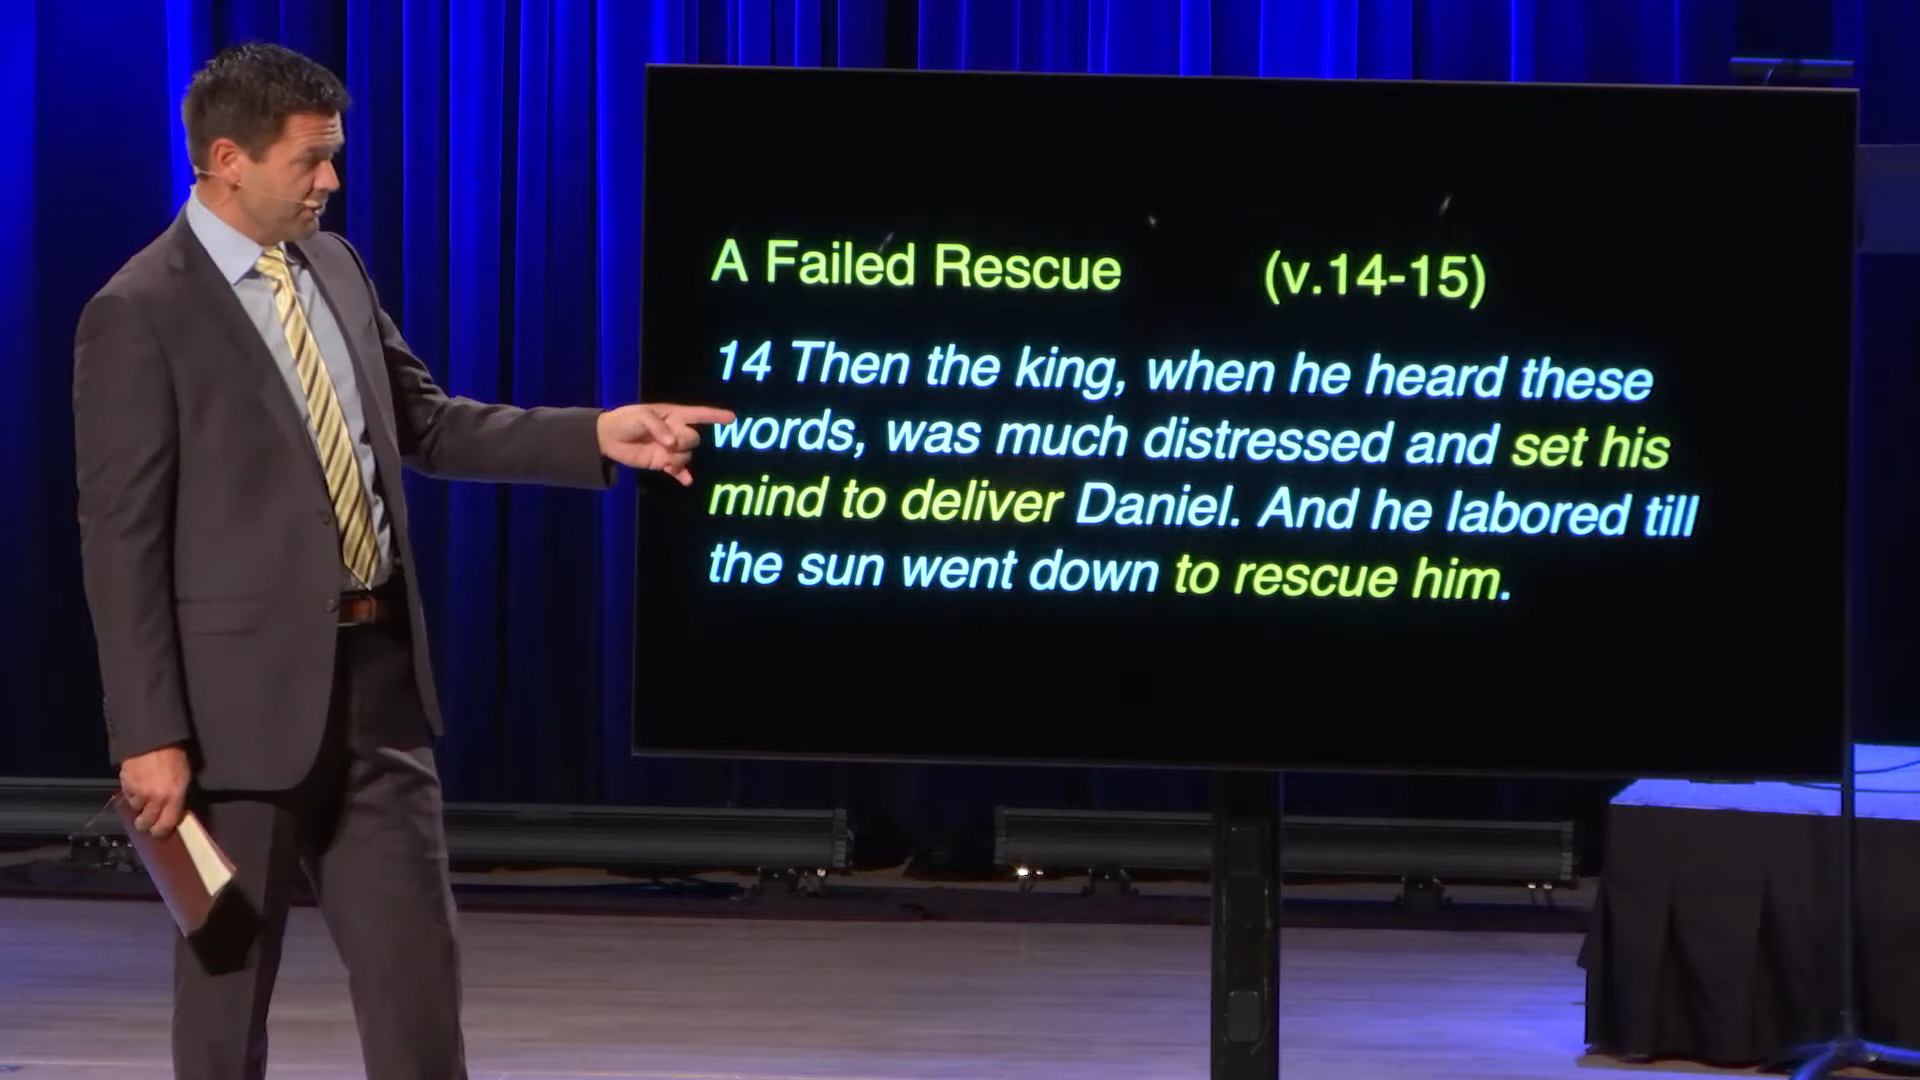 A Failed Rescue (v.14-15)
14 Then the king, when he heard these
words, was much distressed and set his
mind to deliver Daniel. And he labored till
the sun went down to rescue him.